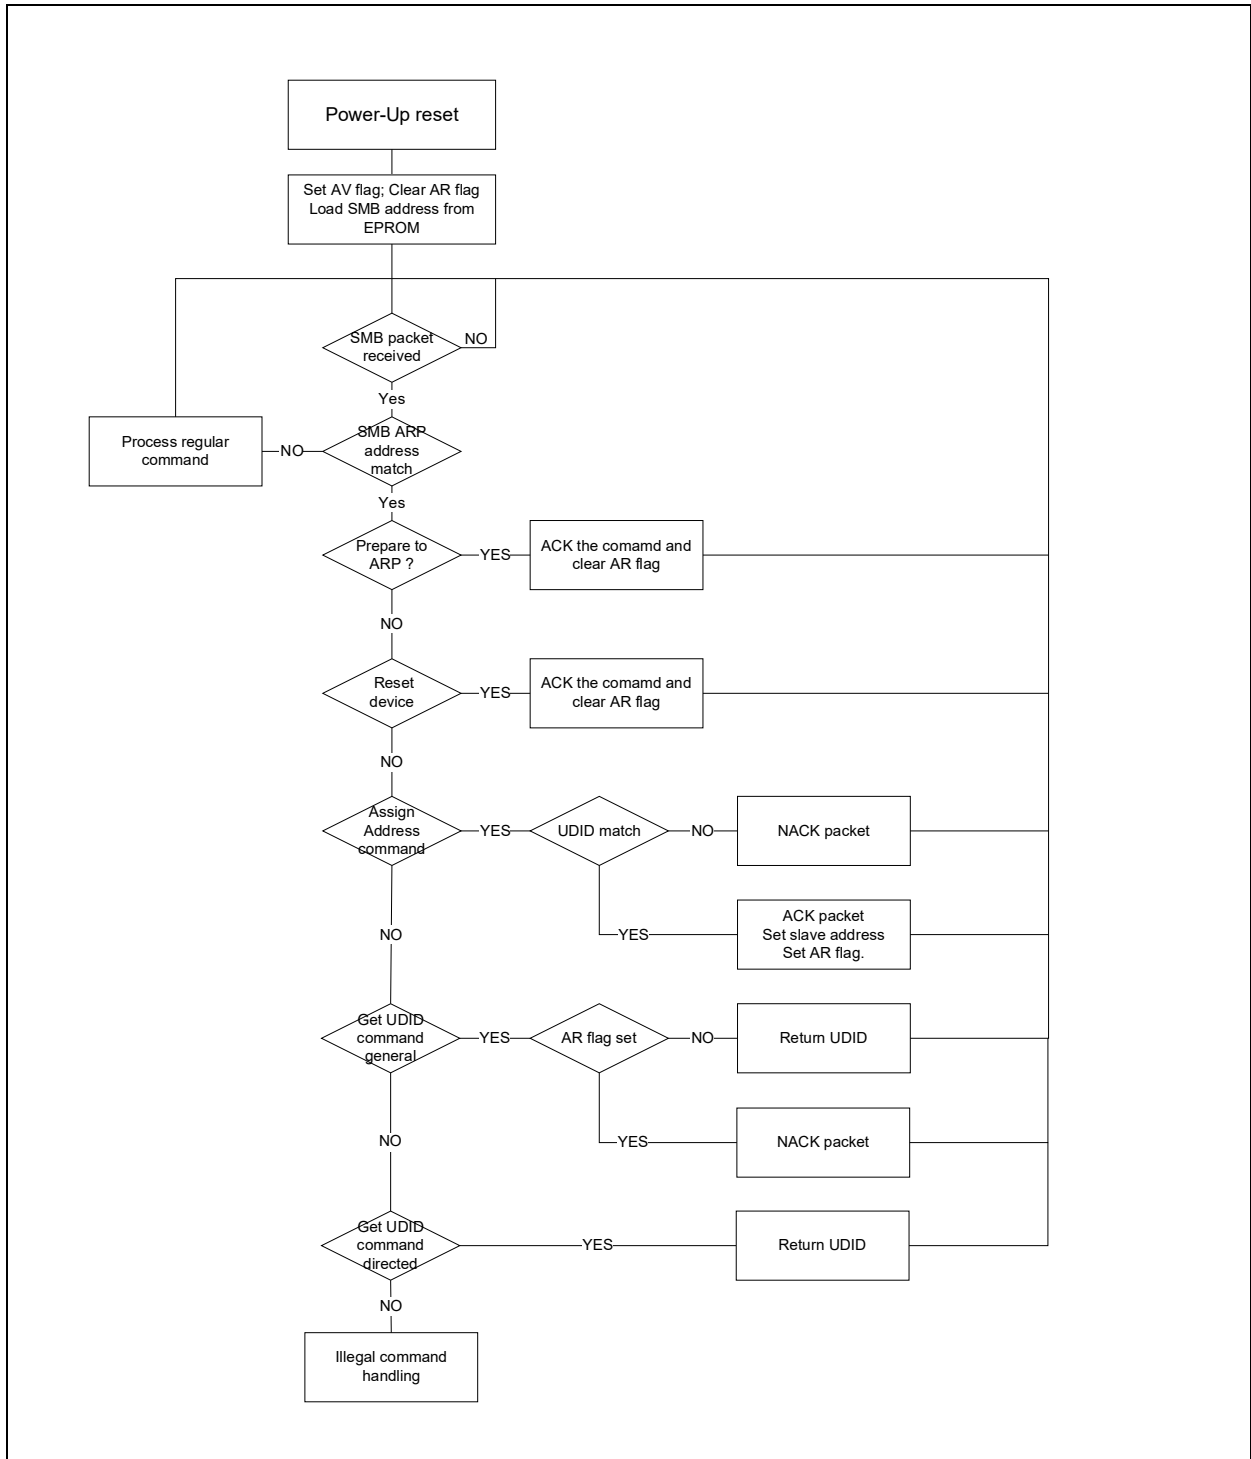 Power-Up reset
Set AV flag; Clear AR flag
Load SMB address from
EPROM
SMB packet
received
NO
Yes
SMB ARP
address
match
NO
Process regular
command
Yes
Prepare to
ARP ?
YES
ACK the comamd and
clear AR flag
NO
Reset
device
YES
ACK the comamd and
clear AR flag
NO
Assign
Address
command
YES
UDID match
NO
NACK packet
YES
ACK packet
Set slave address
Set AR flag.
NO
Get UDID
command
general
YES
AR flag set
NO
Return UDID
YES
NACK packet
NO
Get UDID
command
directed
YES
Return UDID
NO
Illegal command
handling